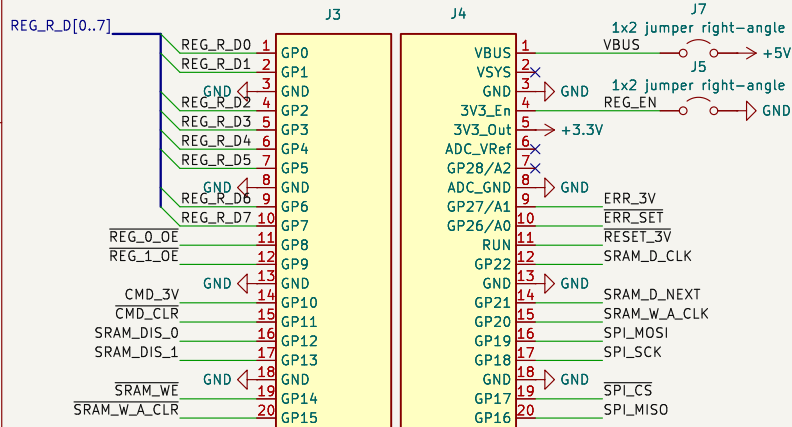 J3 J4 J7
REG_R_D[0..7] 1x2 jumper right-angle
REG_R_D0 1 GP0 VBUS 1 VBUS +5V
REG_R_D1 2 GP1 VSYS 2 J5
GND 3 GND GND 3 GND 1x2 jumper right-angle
REG_R_D2 4 GP2 3V3_En 4 REG_EN GND
REG_R_D3 5 GP3 3V3_Out 5 +3.3V
REG_R_D4 6 GP4 ADC_VRef 6
REG_R_D5 7 GP5 GP28/A2 7
GND 8 GND ADC_GND 8 GND
REG_R_D6 9 GP6 GP27/A1 9 ERR_3V
REG_R_D7 10 GP7 GP26/A0 10 ERR_SET
REG_0_OE 11 GP8 RUN 11 RESET_3V
REG_1_OE 12 GP9 GP22 12 SRAM_D_CLK
GND 13 GND GND 13 GND
CMD_3V 14 GP10 GP21 14 SRAM_D_NEXT
CMD_CLR 15 GP11 GP20 15 SRAM_W_A_CLK
SRAM_DIS_0 16 GP12 GP19 16 SPI_MOSI
SRAM_DIS_1 17 GP13 GP18 17 SPI_SCK
GND 18 GND GND 18 GND
SRAM_WE 19 GP14 GP17 19 SPI_CS
SRAM_W_A_CLR 20 GP15 GP16 20 SPI_MISO